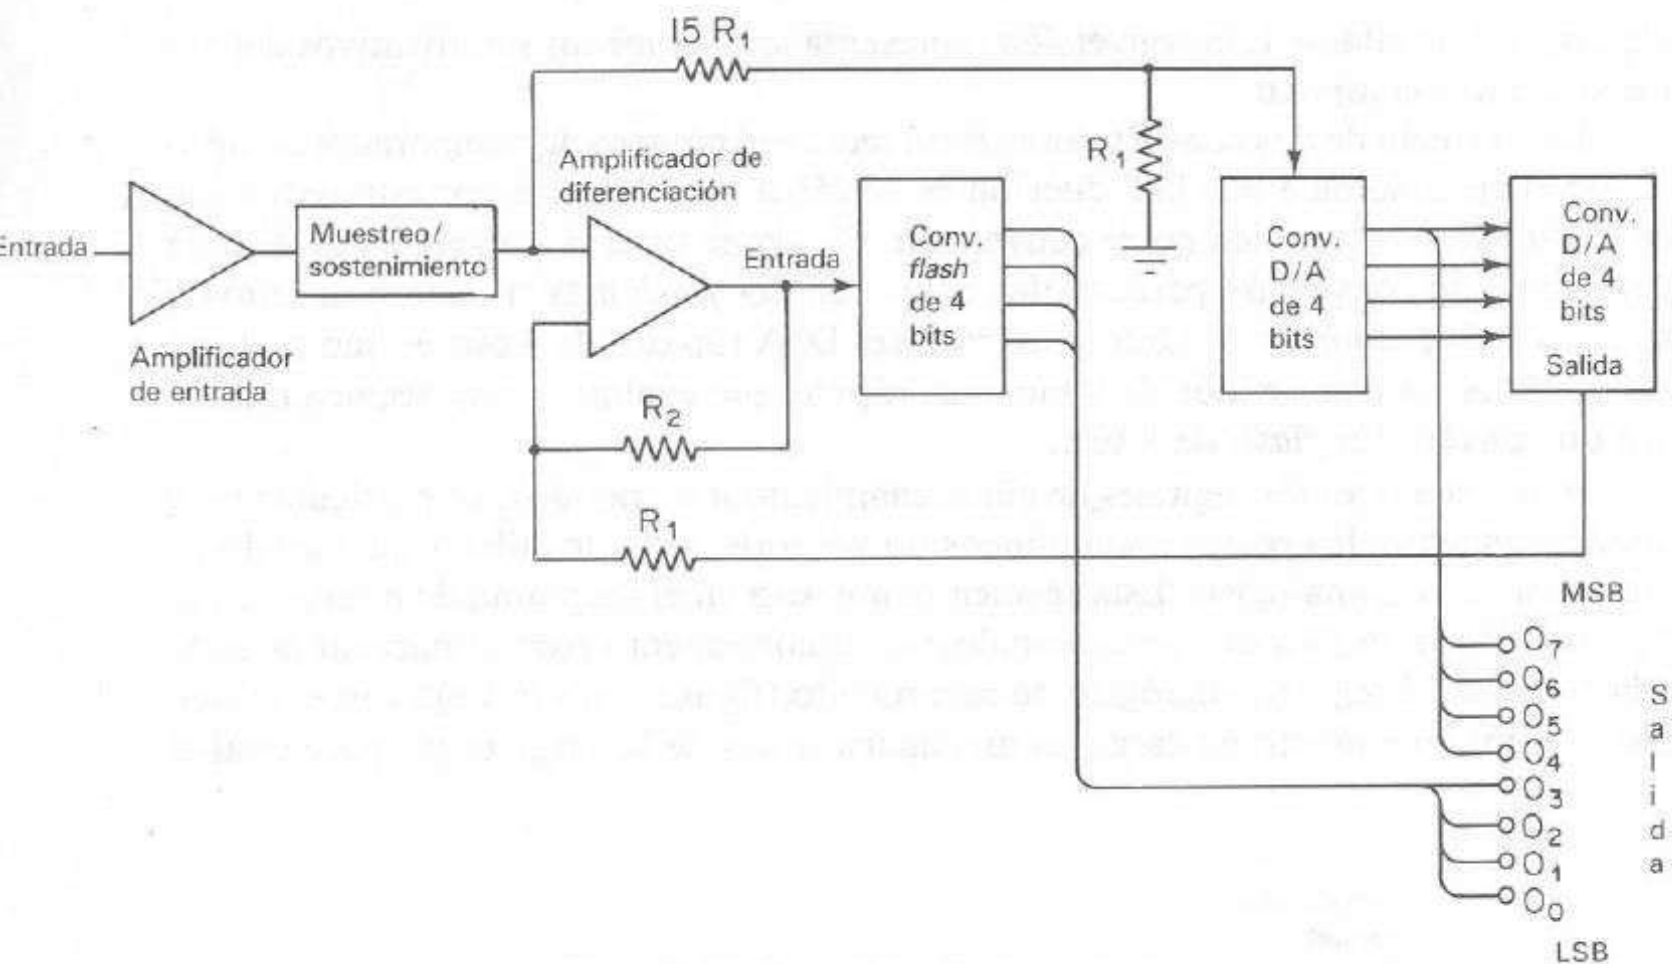 15 R₁
Amplificador de
diferenciación
R₁
Entrada
Muestreo/
sostenimiento
Entrada
Conv.
flash
de 4
bits
Conv.
D/A
de 4
bits
Conv.
D/A
de 4
bits
Salida
Amplificador
de entrada
R₂
R₁
MSB
O₇
O₆
O₅
O₄
O₃
O₂
O₁
O₀
LSB
Salida